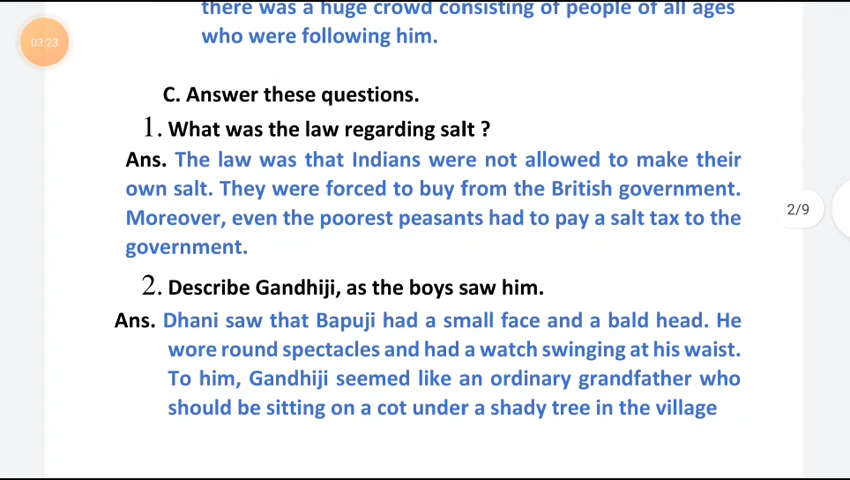 there was a huge crowd consisting of people of all ages
who were following him.
03:23
C. Answer these questions.
1. What was the law regarding salt ?
Ans. The law was that Indians were not allowed to make their
own salt. They were forced to buy from the British government.
Moreover, even the poorest peasants had to pay a salt tax to the
government.
2/9
2. Describe Gandhiji, as the boys saw him.
Ans. Dhani saw that Bapuji had a small face and a bald head. He
wore round spectacles and had a watch swinging at his waist.
To him, Gandhiji seemed like an ordinary grandfather who
should be sitting on a cot under a shady tree in the village